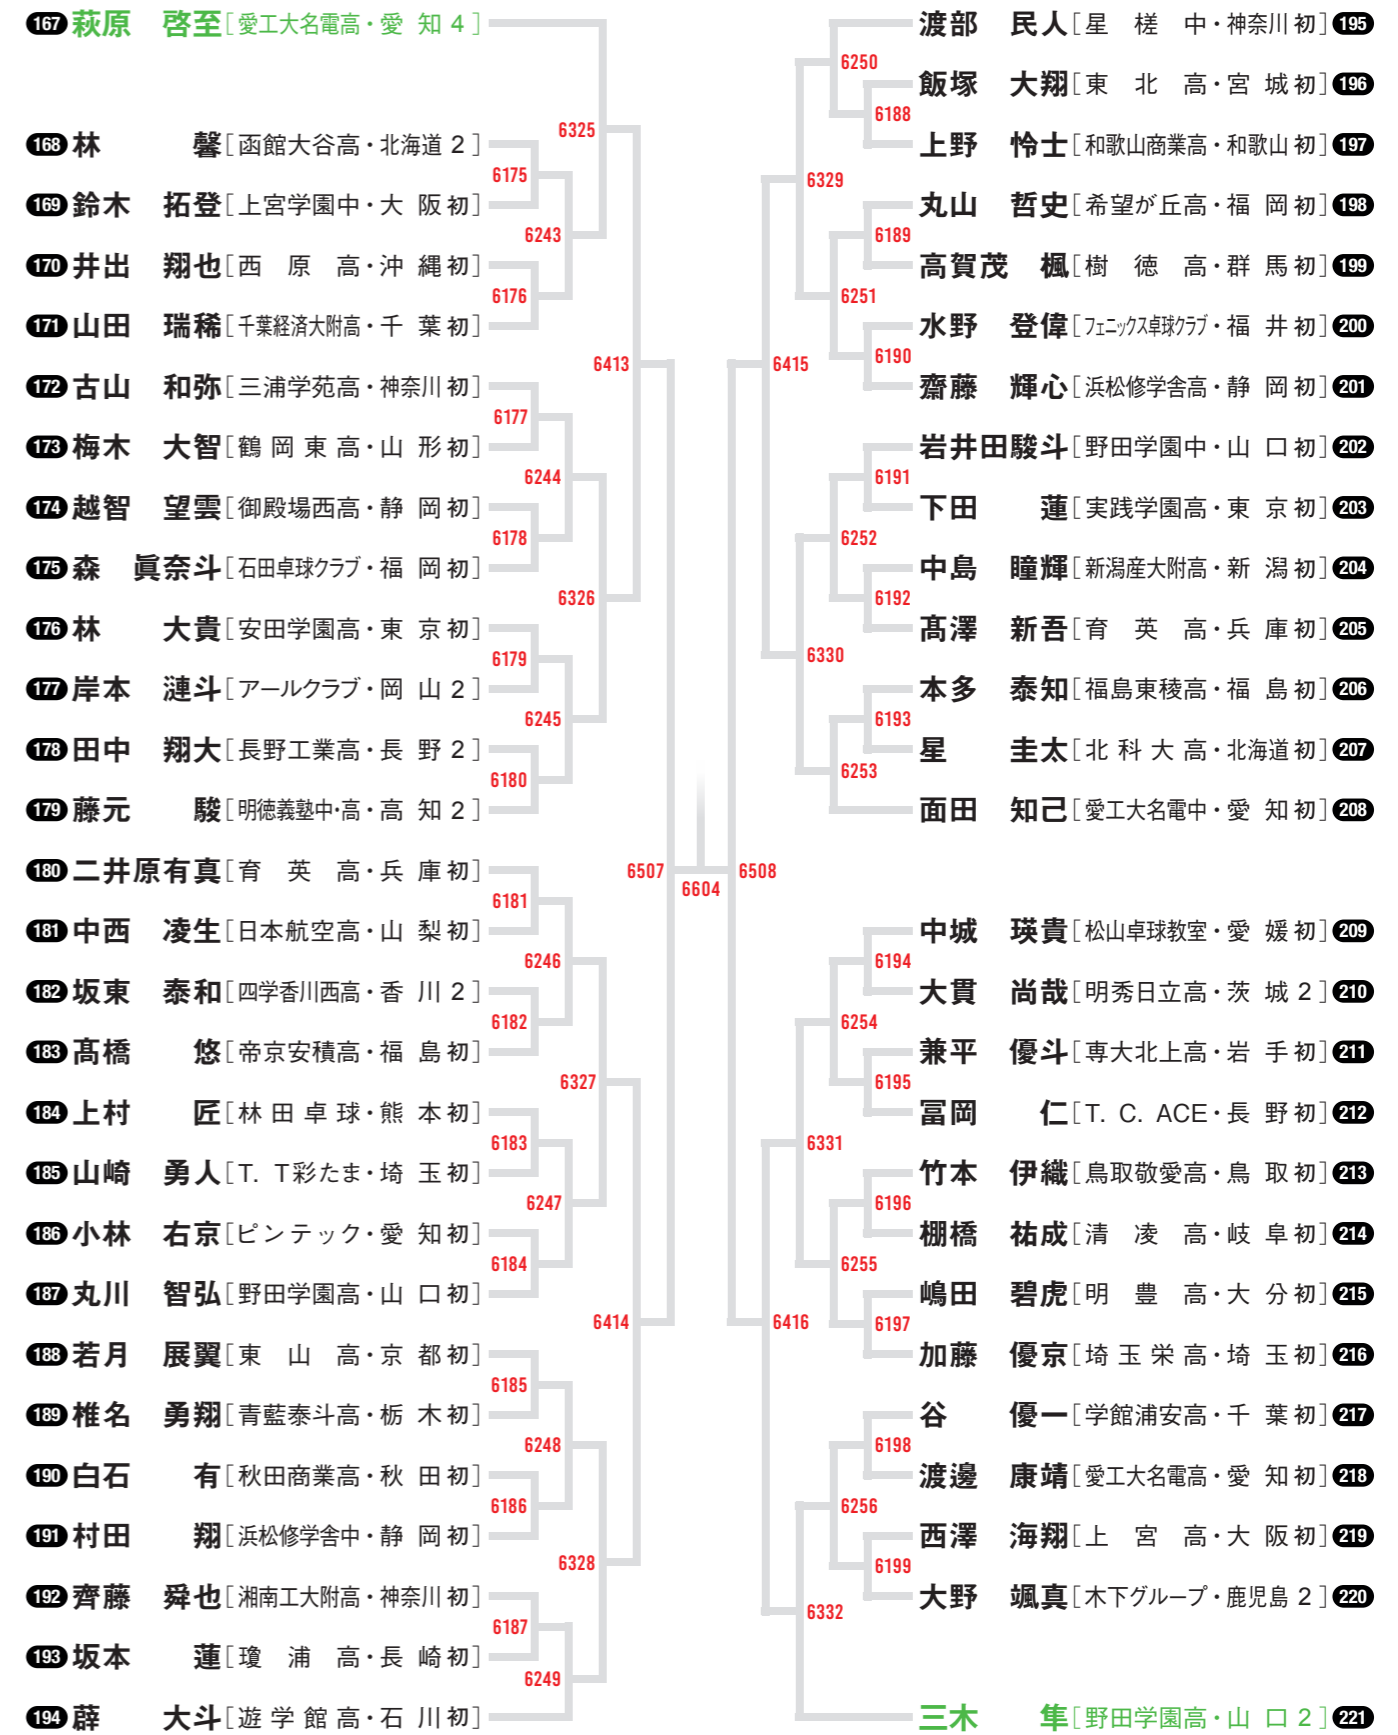 167 萩原 啓至［愛工大名電高・愛 知 4］
6325
168 林 馨［函館大谷高・北海道 2］
6175
169 鈴木 拓登［上宮学園中・大 阪 初］
6243
170 井出 翔也［西 原 高・沖 縄 初］
6176
171 山田 瑞稀［千葉経済大附高・千 葉 初］
6413
172 古山 和弥［三浦学苑高・神奈川 初］
6177
173 梅木 大智［鶴 岡 東 高・山 形 初］
6244
174 越智 望雲［御殿場西高・静 岡 初］
6178
175 森 眞奈斗［石田卓球クラブ・福 岡 初］
6326
176 林 大貴［安田学園高・東 京 初］
6179
177 岸本 漣斗［アールクラブ・岡 山 2］
6245
178 田中 翔大［長野工業高・長 野 2］
6180
179 藤元 駿［明徳義塾中・高・高 知 2］
180 二井原有真［育 英 高・兵 庫 初］
6507
6181
181 中西 凌生［日本航空高・山 梨 初］
6246
182 坂東 泰和［四学香川西高・香 川 2］
6182
183 髙橋 悠［帝京安積高・福 島 初］
6327
184 上村 匠［林 田 卓 球・熊 本 初］
6183
185 山崎 勇人［T. T彩たま・埼 玉 初］
6247
186 小林 右京［ピンテック・愛 知 初］
6184
187 丸川 智弘［野田学園高・山 口 初］
6414
188 若月 展翼［東 山 高・京 都 初］
6185
189 椎名 勇翔［青藍泰斗高・栃 木 初］
6248
190 白石 有［秋田商業高・秋 田 初］
6186
191 村田 翔［浜松修学舎中・静 岡 初］
6328
192 齊藤 舜也［湘南工大附高・神奈川 初］
6187
193 坂本 蓮［瓊 浦 高・長 崎 初］
6249
194 薜 大斗［遊 学 館 高・石 川 初］
6604
渡部 民人［星 槎 中・神奈川 初］195
6250
飯塚 大翔［東 北 高・宮 城 初］196
6188
上野 怜士［和歌山商業高・和歌山 初］197
6329
丸山 哲史［希望が丘高・福 岡 初］198
6189
高賀茂 楓［樹 徳 高・群 馬 初］199
6251
水野 登偉［フェニックス卓球クラブ・福 井 初］200
6190
6415
齋藤 輝心［浜松修学舎高・静 岡 初］201
岩井田駿斗［野田学園中・山 口 初］202
6191
下田 蓮［実践学園高・東 京 初］203
6252
中島 瞳輝［新潟産大附高・新 潟 初］204
6192
髙澤 新吾［育 英 高・兵 庫 初］205
6330
本多 泰知［福島東稜高・福 島 初］206
6193
星 圭太［北 科 大 高・北海道 初］207
6253
面田 知己［愛工大名電中・愛 知 初］208
6508
中城 瑛貴［松山卓球教室・愛 媛 初］209
6194
大貫 尚哉［明秀日立高・茨 城 2］210
6254
兼平 優斗［専大北上高・岩 手 初］211
6195
冨岡 仁［T. C. ACE・長 野 初］212
6331
竹本 伊織［鳥取敬愛高・鳥 取 初］213
6196
棚橋 祐成［清 凌 高・岐 阜 初］214
6255
嶋田 碧虎［明 豊 高・大 分 初］215
6416
6197
加藤 優京［埼 玉 栄 高・埼 玉 初］216
谷 優一［学館浦安高・千 葉 初］217
6198
渡邊 康靖［愛工大名電高・愛 知 初］218
6256
西澤 海翔［上 宮 高・大 阪 初］219
6199
大野 颯真［木下グループ・鹿児島 2］220
6332
三木 隼［野田学園高・山 口 2］221